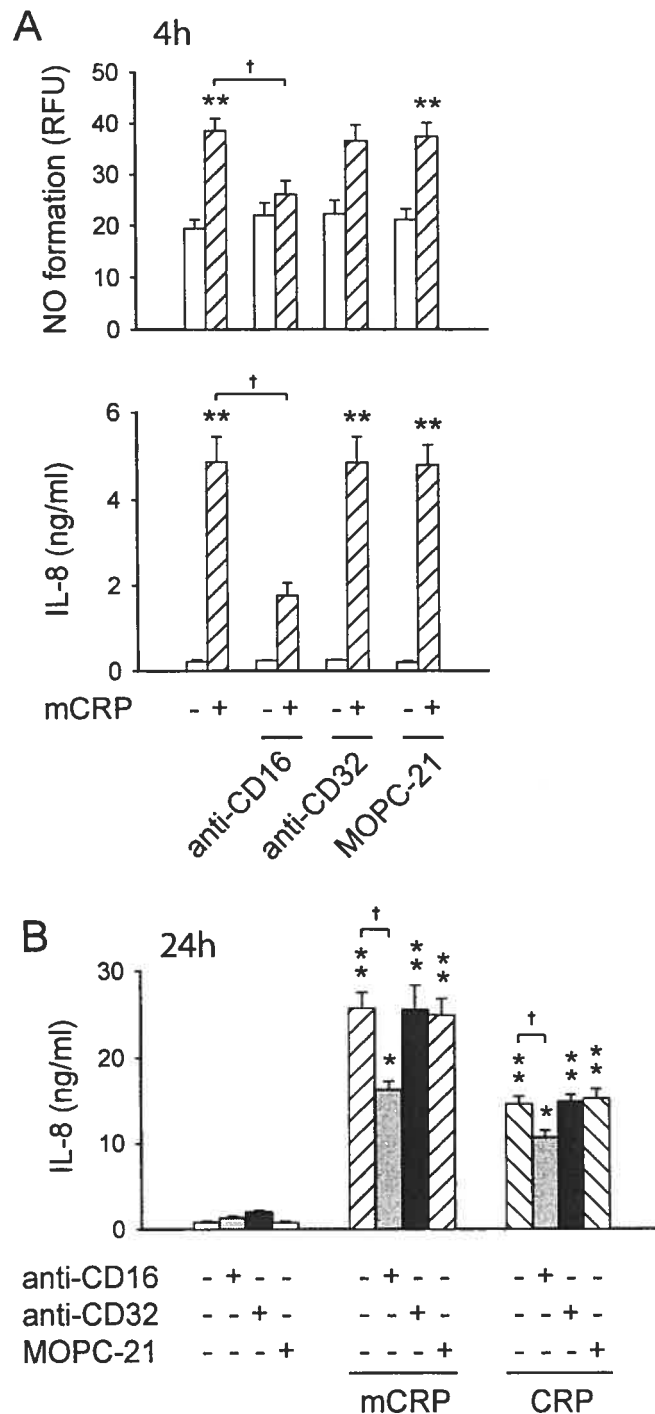 A 4h
†
** **
50
40
30
20
10
0
NO formation (RFU)
†
** ** **
6
4
2
0
IL-8 (ng/ml)
mCRP - + - + - + - +
anti-CD16
anti-CD32
MOPC-21
B 24h
†
** * ** **
†
** * ** **
30
20
10
0
IL-8 (ng/ml)
anti-CD16 - + - - - + - - - + - -
anti-CD32 - - + - - - + - - - + -
MOPC-21 - - - + - - - + - - - +
mCRP CRP